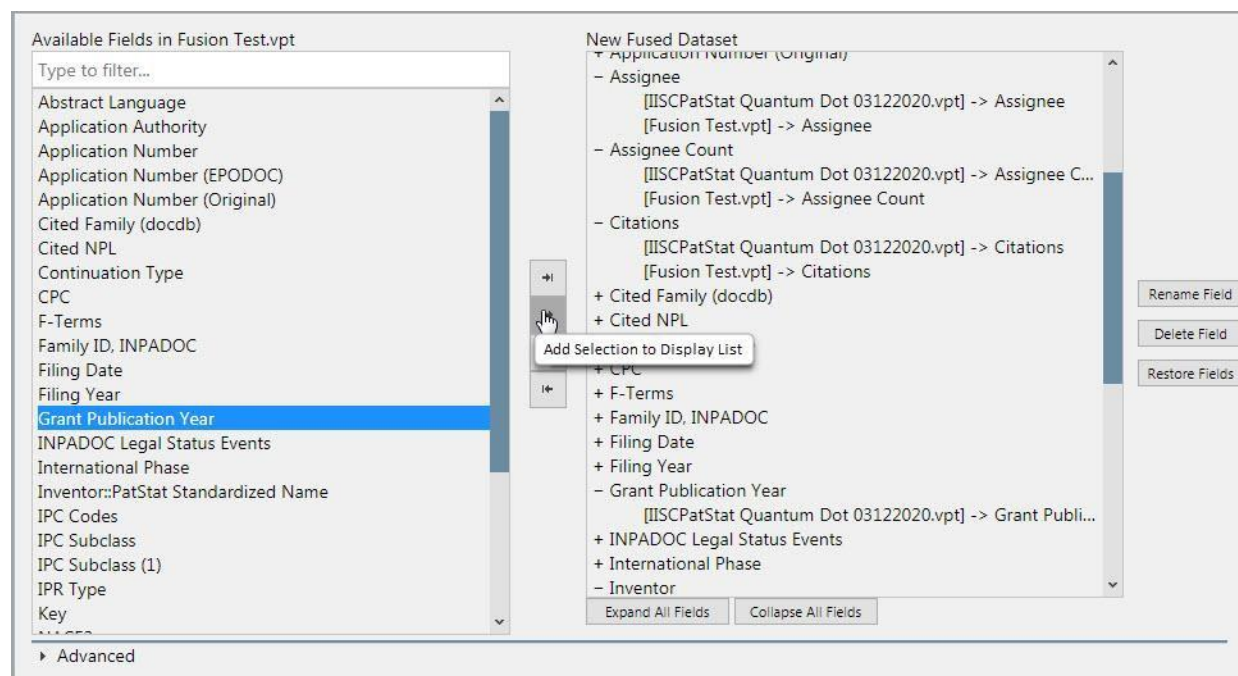 Available Fields in Fusion Test.vpt
Type to filter...
Abstract Language
Application Authority
Application Number
Application Number (EPODOC)
Application Number (Original)
Cited Family (docdb)
Cited NPL
Continuation Type
CPC
F-Terms
Family ID, INPADOC
Filing Date
Filing Year
Grant Publication Year
INPADOC Legal Status Events
International Phase
Inventor::PatStat Standardized Name
IPC Codes
IPC Subclass
IPC Subclass (1)
IPR Type
Key
Add Selection to Display List
New Fused Dataset
+ Application Number (Original)
− Assignee
[IISCPatStat Quantum Dot 03122020.vpt] -> Assignee
[Fusion Test.vpt] -> Assignee
− Assignee Count
[IISCPatStat Quantum Dot 03122020.vpt] -> Assignee C...
[Fusion Test.vpt] -> Assignee Count
− Citations
[IISCPatStat Quantum Dot 03122020.vpt] -> Citations
[Fusion Test.vpt] -> Citations
+ Cited Family (docdb)
+ Cited NPL
+ CPC
+ F-Terms
+ Family ID, INPADOC
+ Filing Date
+ Filing Year
− Grant Publication Year
[IISCPatStat Quantum Dot 03122020.vpt] -> Grant Publi...
+ INPADOC Legal Status Events
+ International Phase
− Inventor
Expand All Fields
Collapse All Fields
Rename Field
Delete Field
Restore Fields
Advanced